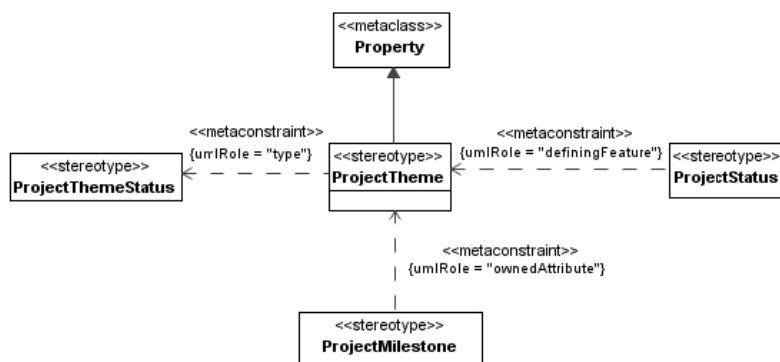 <<metaclass>>
Property
<<metaconstraint>>
{umlRole = "type"}
<<metaconstraint>>
{umlRole = "definingFeature"}
<<stereotype>>
ProjectThemeStatus
<<stereotype>>
ProjectTheme
<<stereotype>>
ProjectStatus
<<metaconstraint>>
{umlRole = "ownedAttribute"}
<<stereotype>>
ProjectMilestone